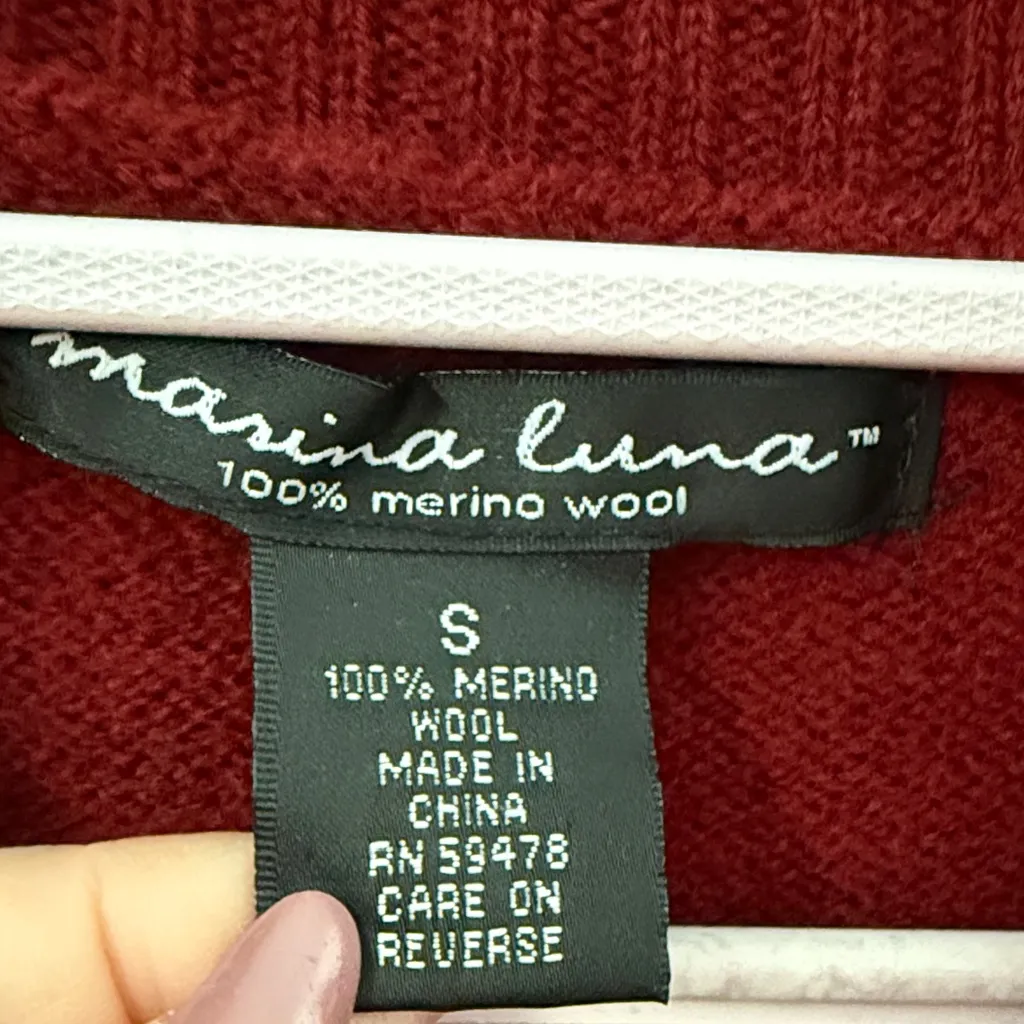 marina luna™
100% merino wool
S
100% MERINO
WOOL
MADE IN
CHINA
RN 59478
CARE ON
REVERSE